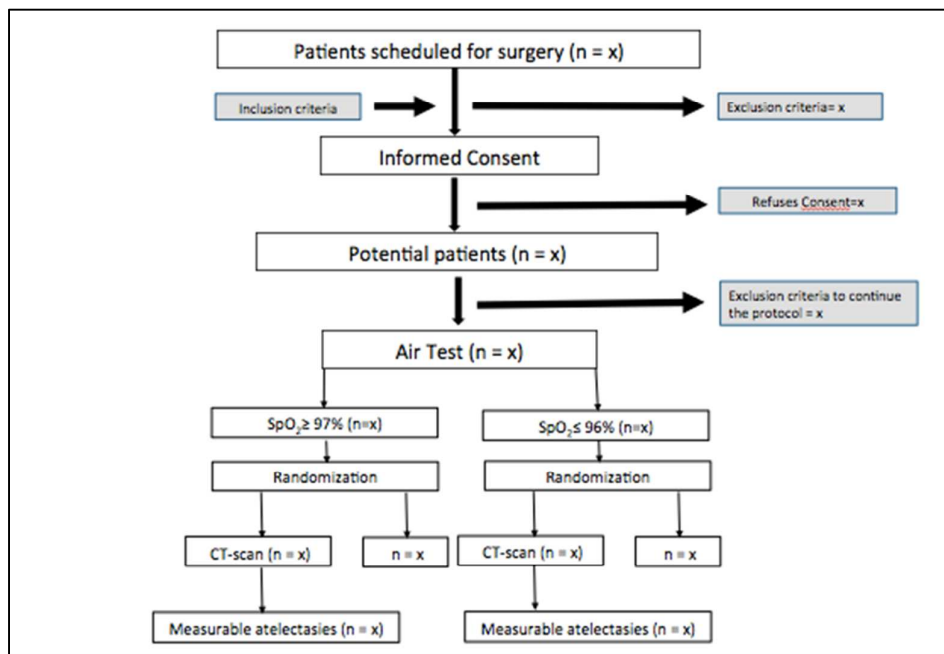 Patients scheduled for surgery (n = x)
Inclusion criteria
Exclusion criteria= x
Informed Consent
Refuses Consent=x
Potential patients (n = x)
Exclusion criteria to continue
the protocol = x
Air Test (n = x)
SpO₂≥ 97% (n=x)
SpO₂≤ 96% (n=x)
Randomization
Randomization
CT-scan (n = x)
n = x
CT-scan (n = x)
n = x
Measurable atelectasies (n = x)
Measurable atelectasies (n = x)